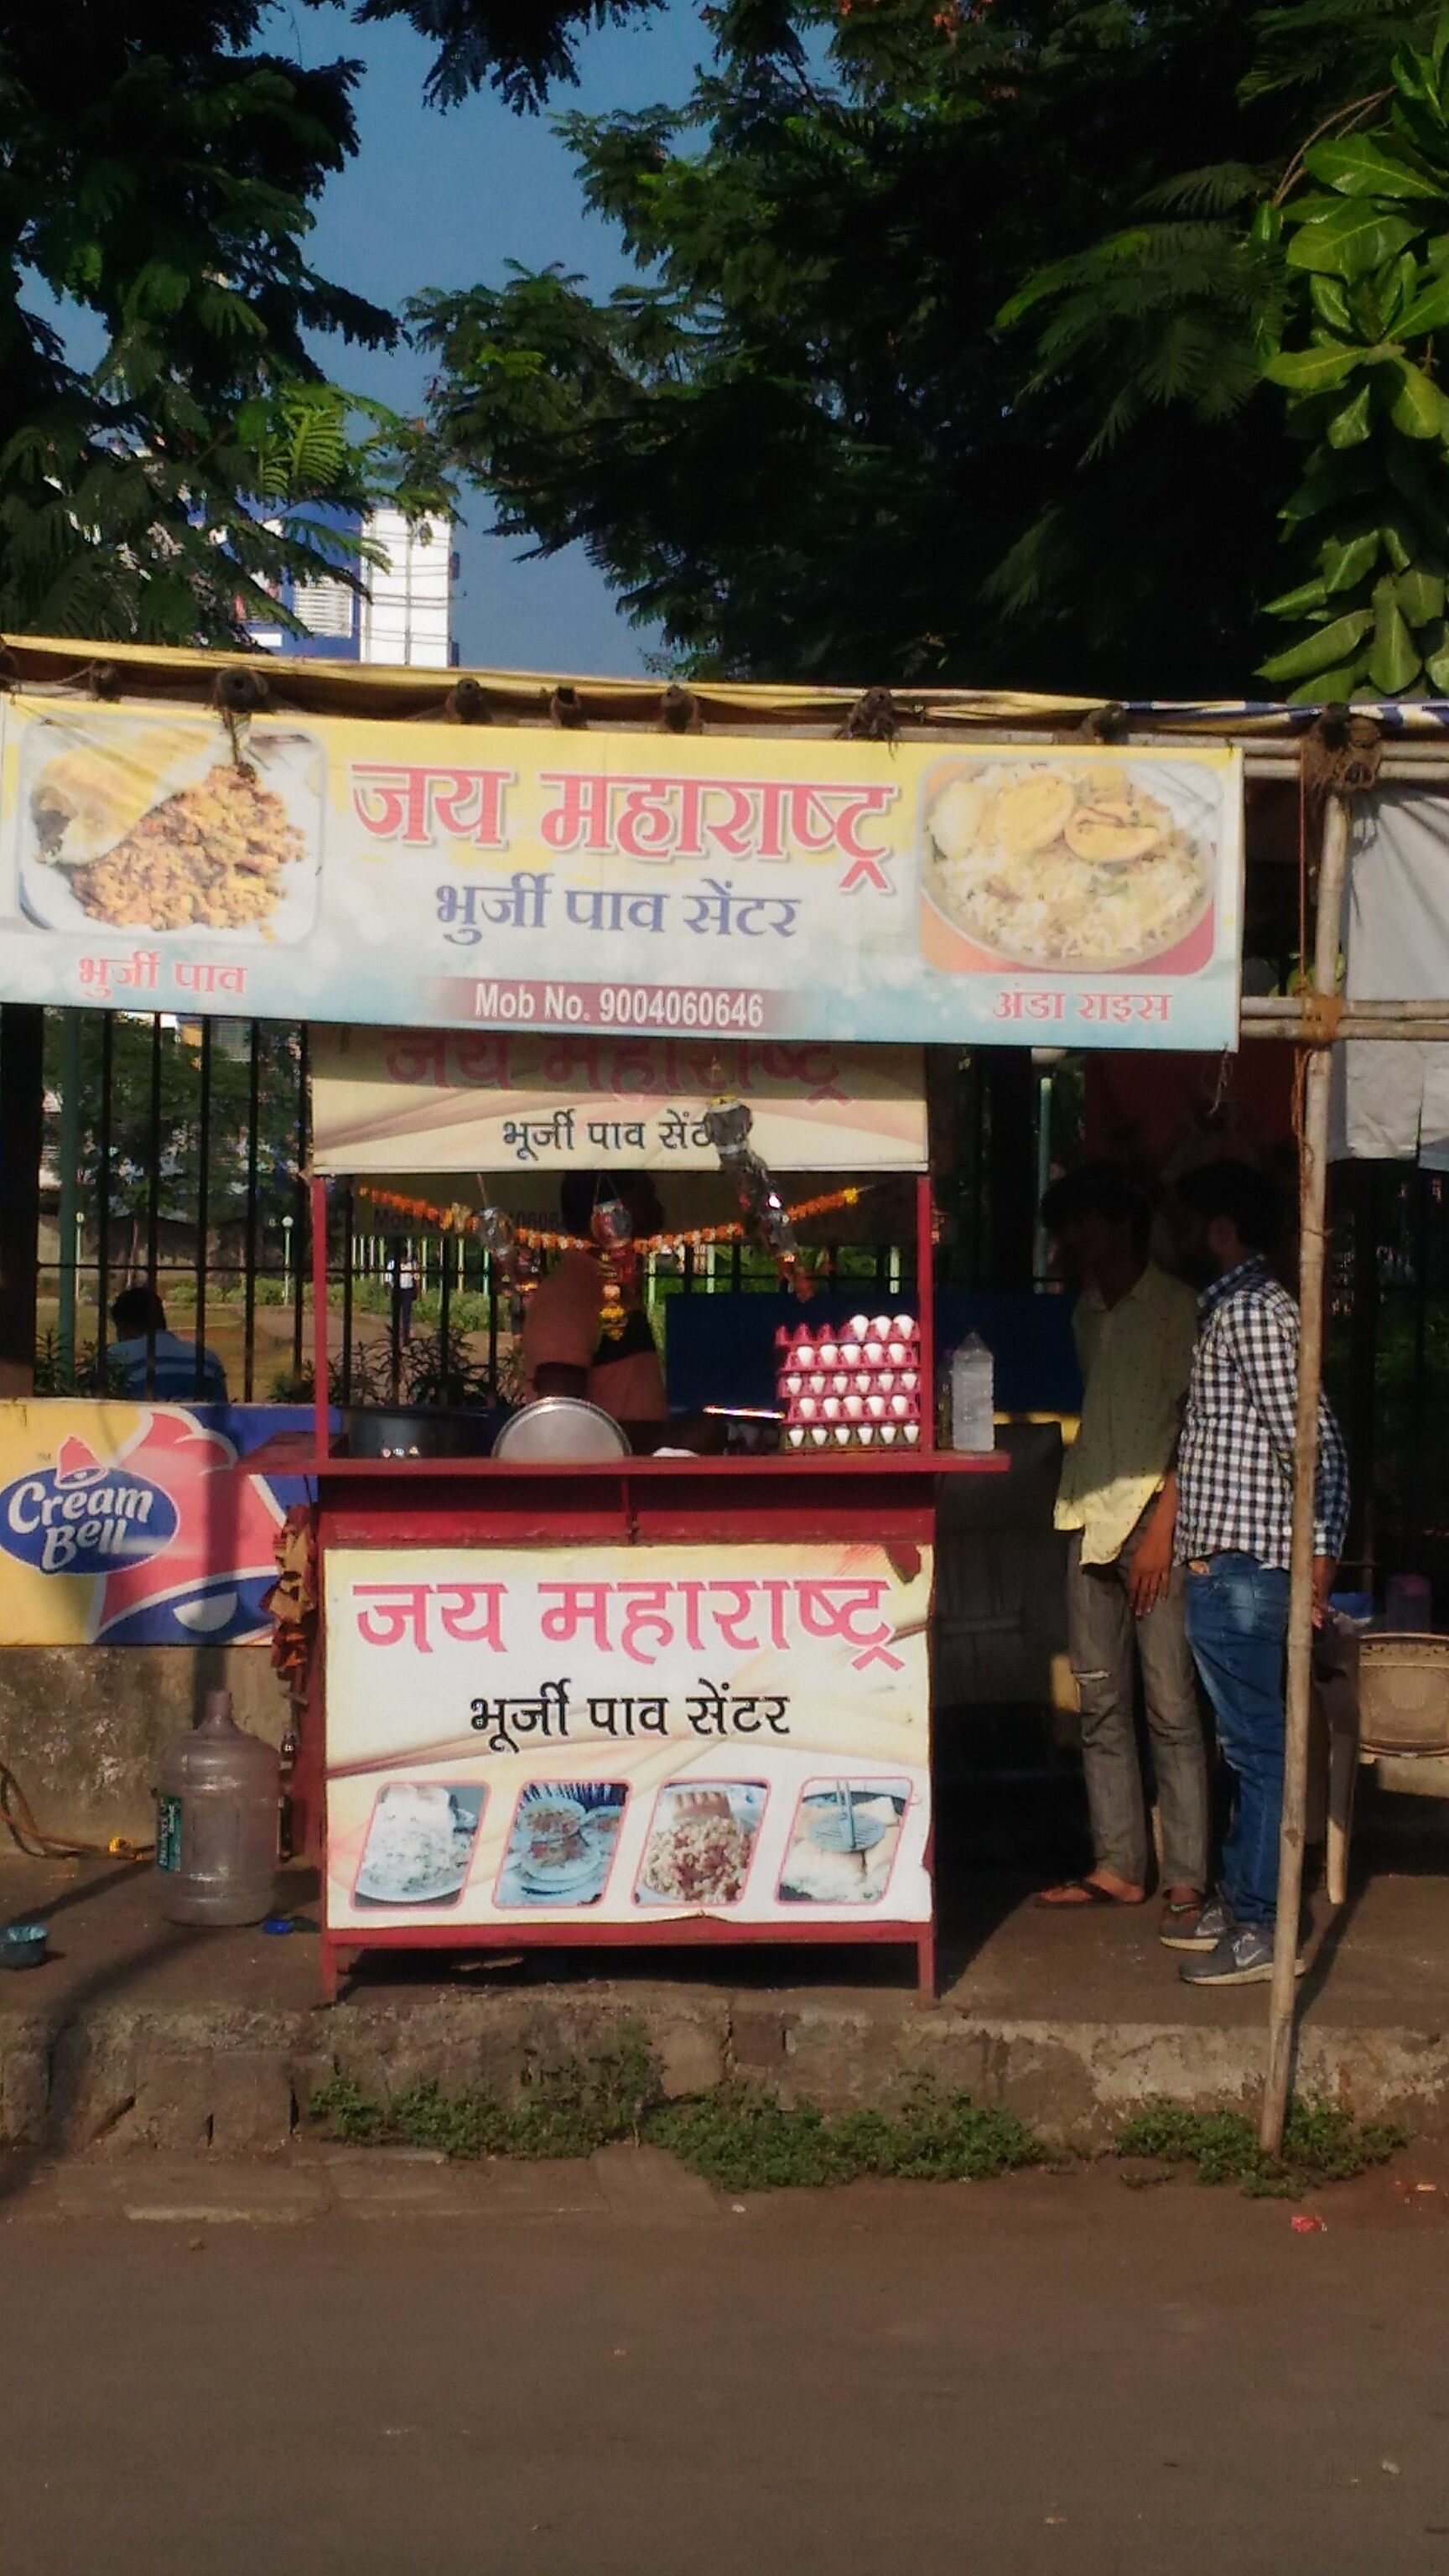 जय महाराष्ट्र
भुर्जी पाव सेंटर
भुर्जी पाव
Mob No. 9004060646
अंडा राइस
जय महाराष्ट्र
भूर्जी पाव
Cream
Bell
जय महाराष्ट्र
भूर्जी पाव सेंटर